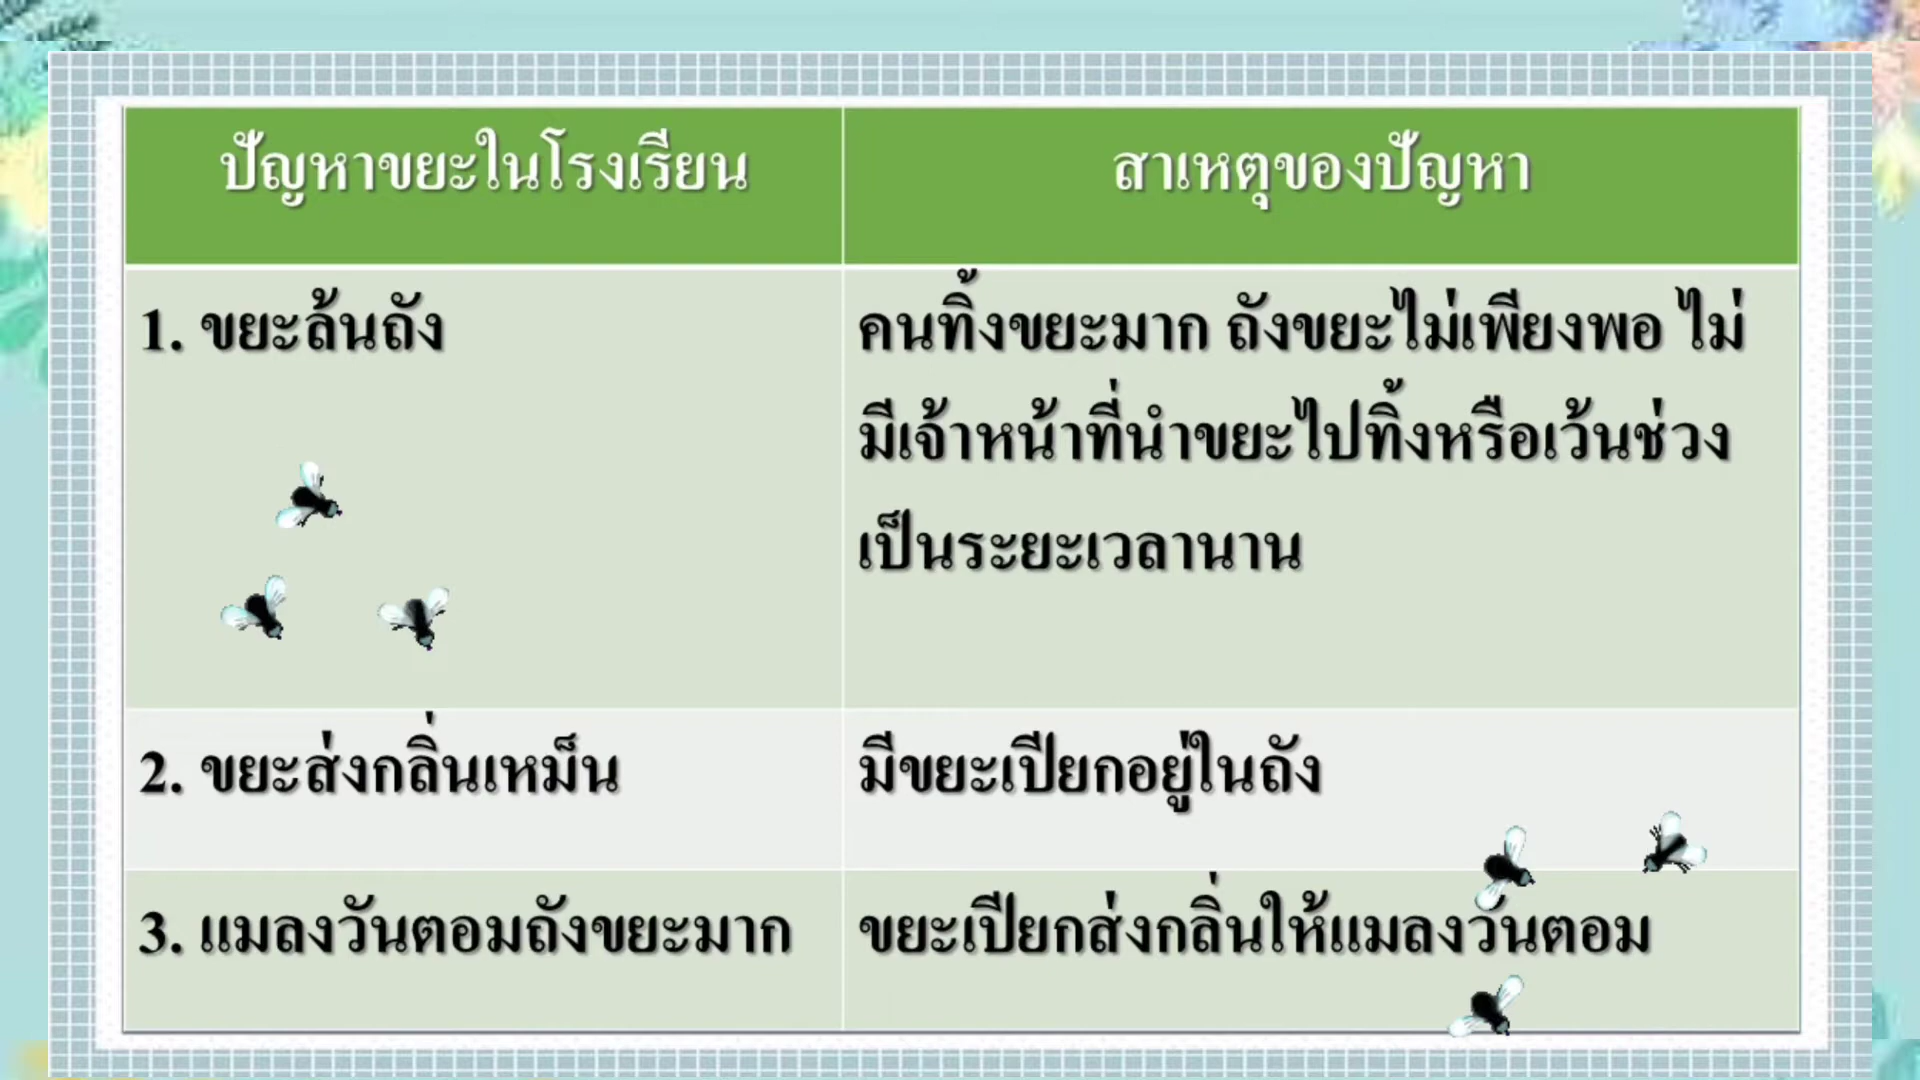 ปัญหาขยะในโรงเรียน
สาเหตุของปัญหา
1. ขยะล้นถัง
คนทิ้งขยะมาก ถังขยะไม่เพียงพอ ไม่
มีเจ้าหน้าที่นำขยะไปทิ้งหรือเว้นช่วง
เป็นระยะเวลานาน
2. ขยะส่งกลิ่นเหม็น
มีขยะเปียกอยู่ในถัง
3. แมลงวันตอมถังขยะมาก
ขยะเปียกส่งกลิ่นให้แมลงวันตอม